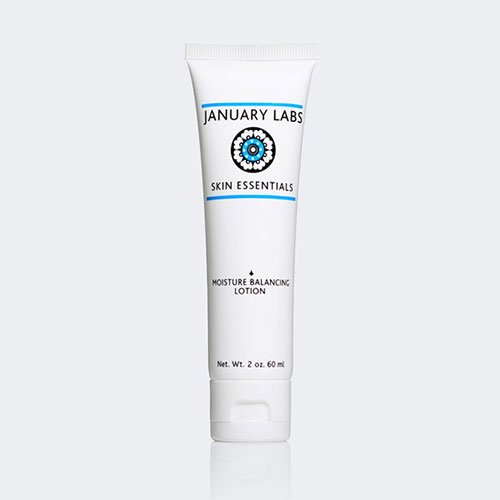 JANUARY LABS
SKIN ESSENTIALS
MOISTURE BALANCING
LOTION
Net. Wt. 2 oz. 60 ml